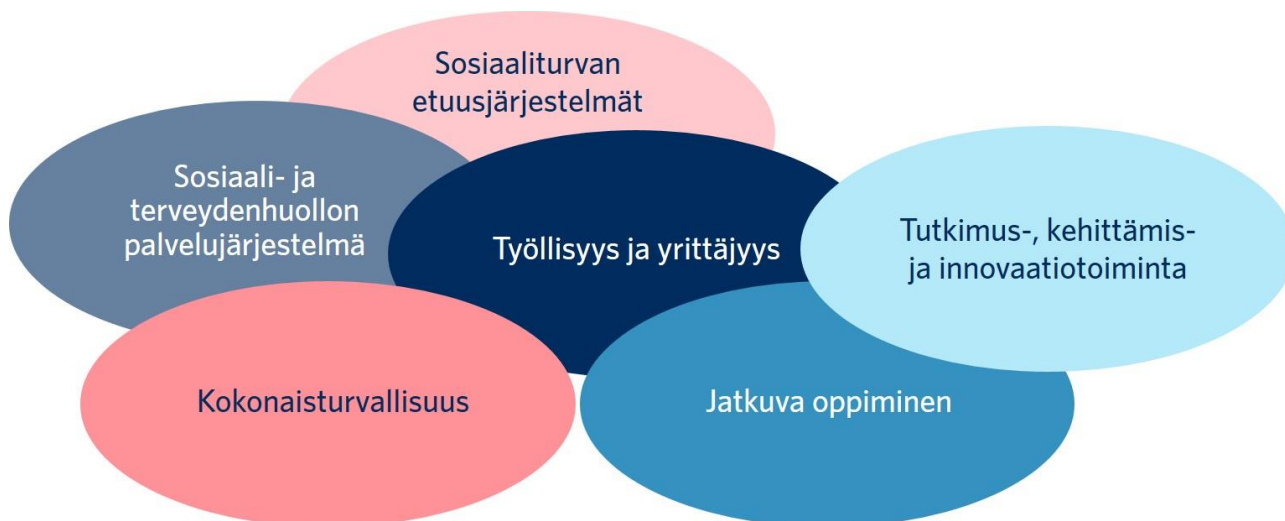 Sosiaaliturvan
etuusjärjestelmät
Sosiaali- ja
terveydenhuollon
palvelujärjestelmä
Työllisyys ja yrittäjyys
Tutkimus-, kehittämis-
ja innovaatiotoiminta
Kokonaisturvallisuus
Jatkuva oppiminen